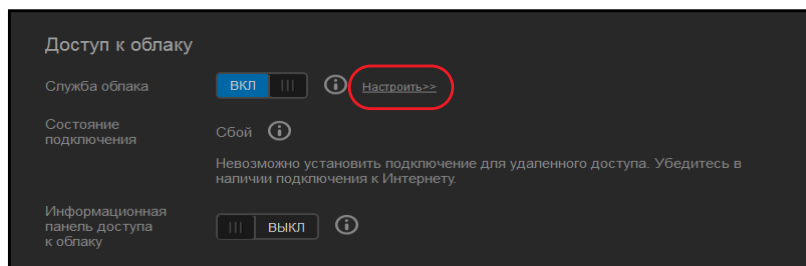 Доступ к облаку
Служба облака ВКЛ Настроить>>
Состояние
подключения
Сбой
Невозможно установить подключение для удаленного доступа. Убедитесь в
наличии подключения к Интернету.
Информационная
панель доступа
к облаку
ВЫКЛ